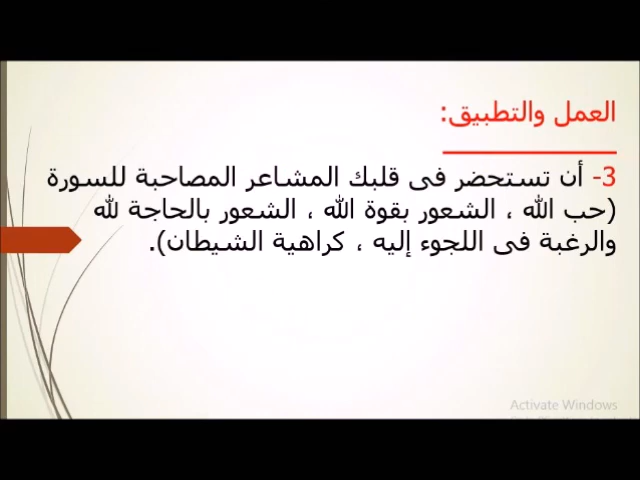 العمل والتطبيق:
3- أن تستحضر فى قلبك المشاعر المصاحبة للسورة
(حب الله ، الشعور بقوة الله ، الشعور بالحاجة لله
والرغبة فى اللجوء إليه ، كراهية الشيطان).
Activate Windows